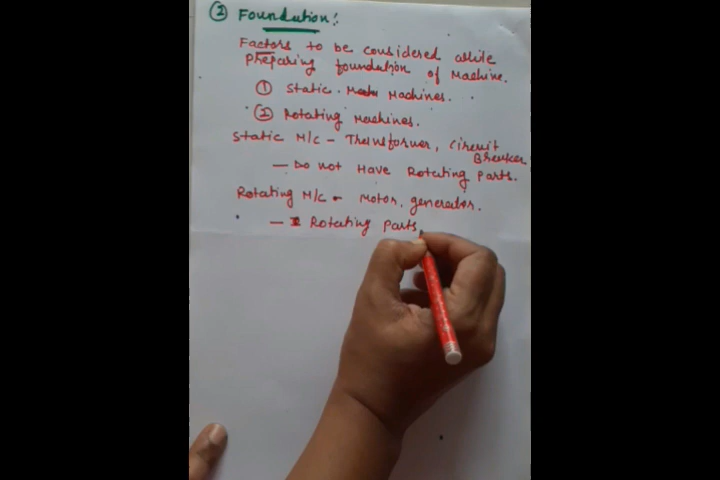 ② Foundation:
Factors to be considered while
Preparing foundation of Machine.
① Static Machines.
② Rotating Machines.
Static M/C - Transformer, Circuit
Breaker.
- Do not Have Rotating Parts.
Rotating M/C - Motor, generator.
- Rotating Parts